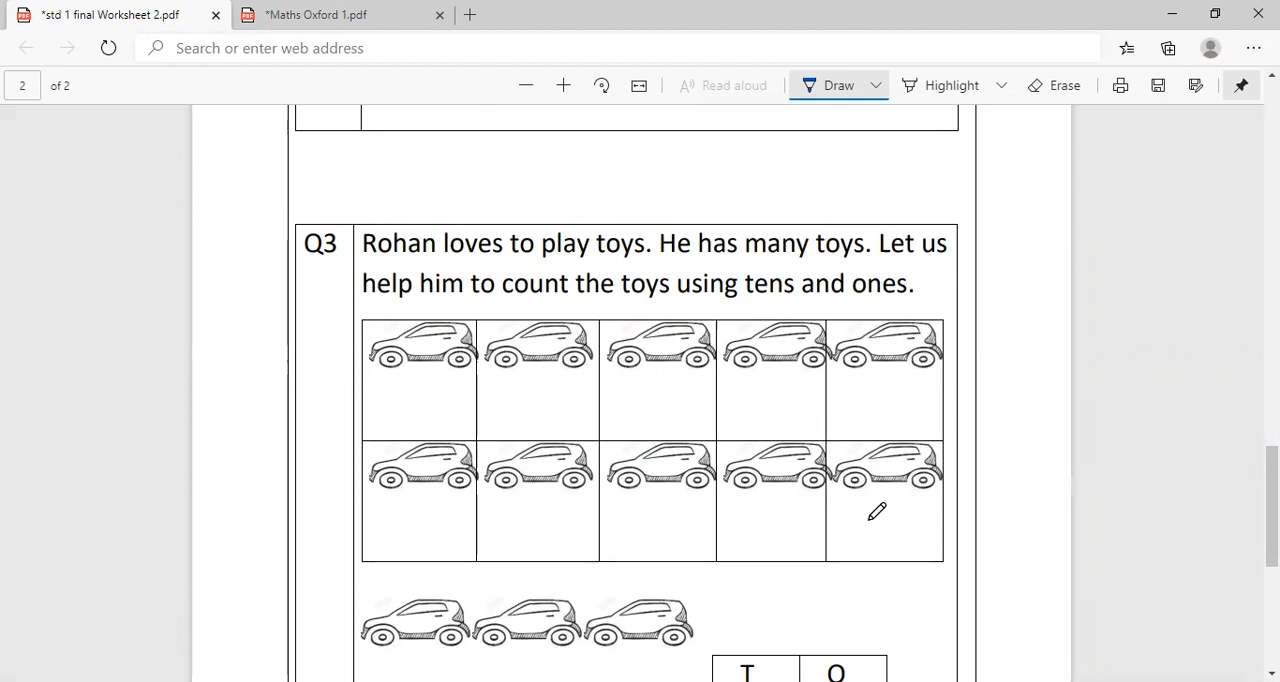 *std 1 final Worksheet 2.pdf
*Maths Oxford 1.pdf
Search or enter web address
2 of 2
Read aloud
Draw
Highlight
Erase
Q3 Rohan loves to play toys. He has many toys. Let us
help him to count the toys using tens and ones.
T O